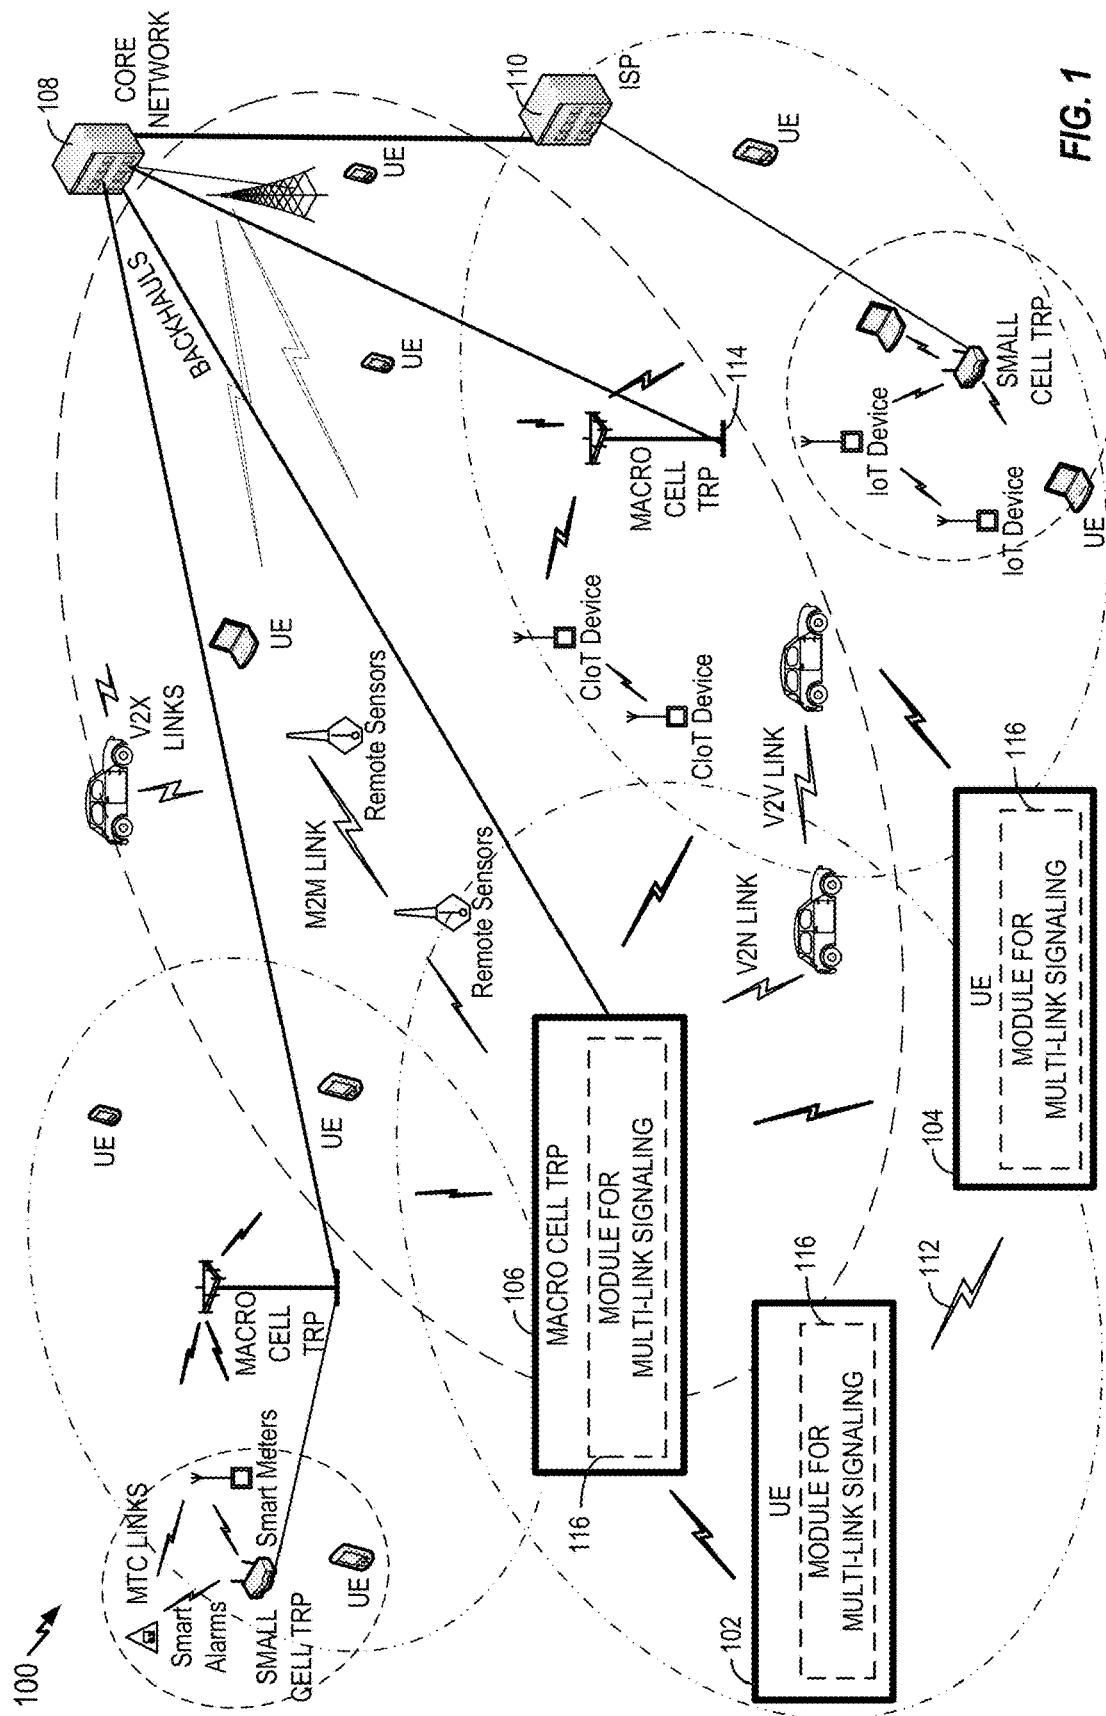 100
108
CORE
NETWORK
UE
V2X
LINKS
BACKHAULS
MTC LINKS
Smart
Alarms
Smart Meters
SMALL
GELL TRP
UE
MACRO
CELL
TRP
UE
UE
M2M LINK
Remote Sensors
Remote Sensors
UE
UE
UE
110
ISP
106
MACRO CELL TRP
MODULE FOR
MULTI-LINK SIGNALING
116
CIoT Device
CIoT Device
MACRO
CELL
TRP
114
UE
V2N LINK
V2V LINK
102
UE
MODULE FOR
MULTI-LINK SIGNALING
116
112
104
UE
MODULE FOR
MULTI-LINK SIGNALING
116
IoT Device
IoT Device
SMALL
CELL TRP
UE
FIG. 1